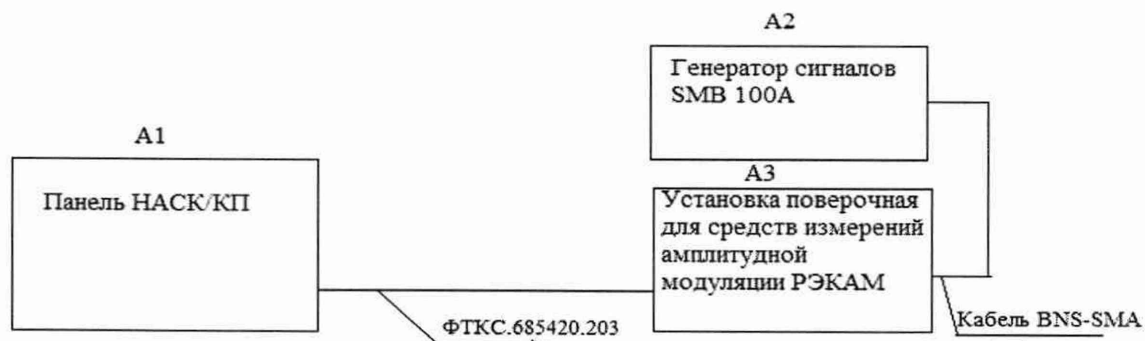 А2
Генератор сигналов
SMB 100A
А1
Панель НАСК/КП
А3
Установка поверочная
для средств измерений
амплитудной
модуляции РЭКАМ
ФТКС.685420.203
Кабель BNS-SMA